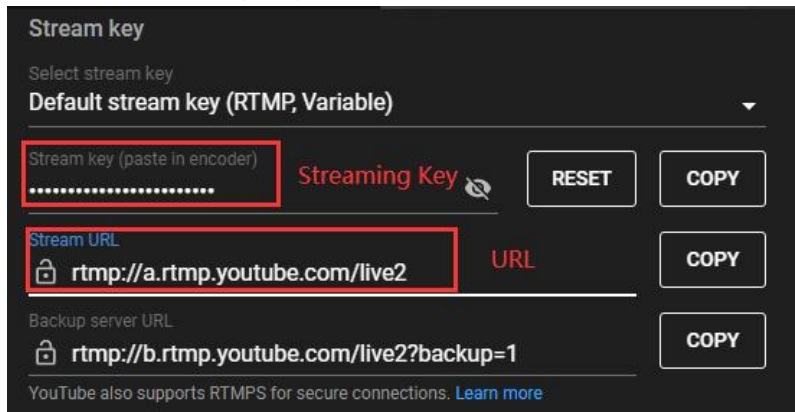 Stream key
Select stream key
Default stream key (RTMP, Variable)
Stream key (paste in encoder)
•••••••••••••••••••••••• Streaming Key RESET COPY
Stream URL
rtmp://a.rtmp.youtube.com/live2 URL COPY
Backup server URL
rtmp://b.rtmp.youtube.com/live2?backup=1 COPY
YouTube also supports RTMPS for secure connections. Learn more